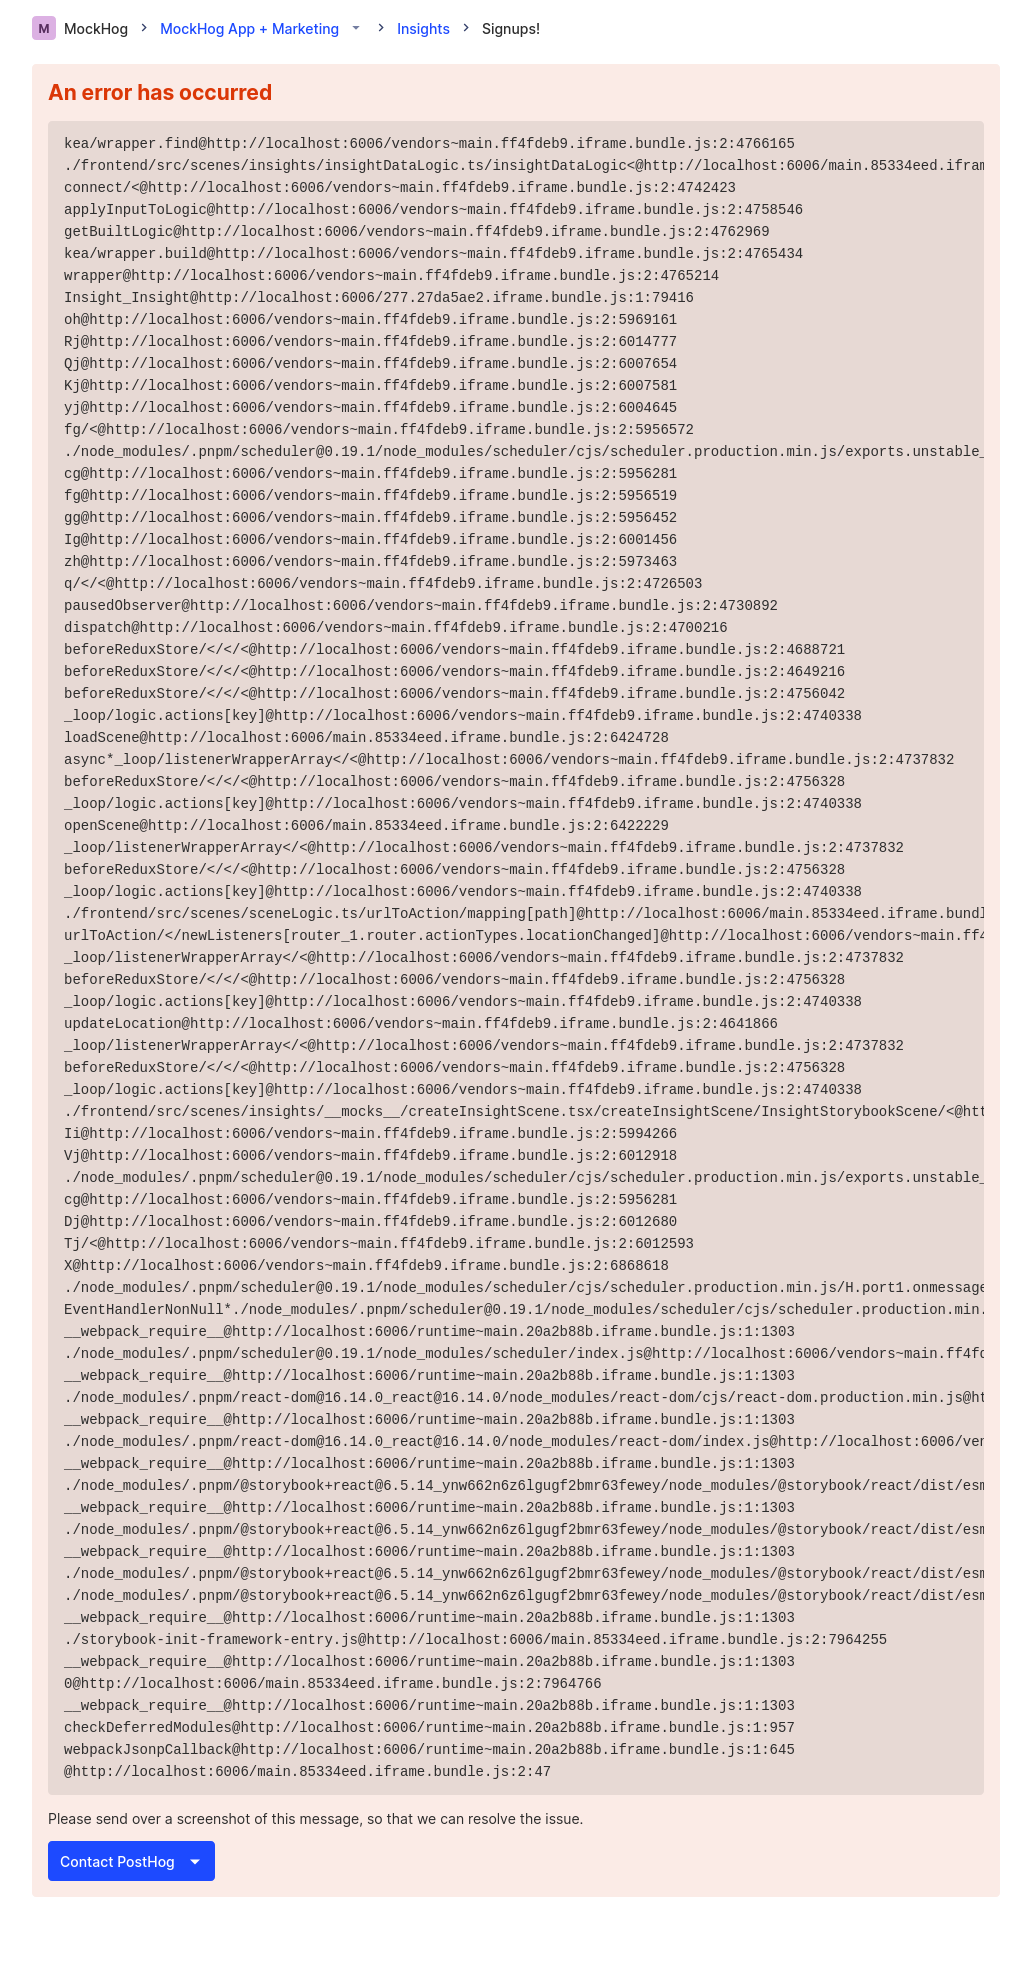 M MockHog > MockHog App + Marketing > Insights > Signups!
An error has occurred
kea/wrapper.find@http://localhost:6006/vendors~main.ff4fdeb9.iframe.bundle.js:2:4766165
./frontend/src/scenes/insights/insightDataLogic.ts/insightDataLogic<@http://localhost:6006/main.85334eed.ifram
connect/<@http://localhost:6006/vendors~main.ff4fdeb9.iframe.bundle.js:2:4742423
applyInputToLogic@http://localhost:6006/vendors~main.ff4fdeb9.iframe.bundle.js:2:4758546
getBuiltLogic@http://localhost:6006/vendors~main.ff4fdeb9.iframe.bundle.js:2:4762969
kea/wrapper.build@http://localhost:6006/vendors~main.ff4fdeb9.iframe.bundle.js:2:4765434
wrapper@http://localhost:6006/vendors~main.ff4fdeb9.iframe.bundle.js:2:4765214
Insight_Insight@http://localhost:6006/277.27da5ae2.iframe.bundle.js:1:79416
oh@http://localhost:6006/vendors~main.ff4fdeb9.iframe.bundle.js:2:5969161
Rj@http://localhost:6006/vendors~main.ff4fdeb9.iframe.bundle.js:2:6014777
Qj@http://localhost:6006/vendors~main.ff4fdeb9.iframe.bundle.js:2:6007654
Kj@http://localhost:6006/vendors~main.ff4fdeb9.iframe.bundle.js:2:6007581
yj@http://localhost:6006/vendors~main.ff4fdeb9.iframe.bundle.js:2:6004645
fg/<@http://localhost:6006/vendors~main.ff4fdeb9.iframe.bundle.js:2:5956572
./node_modules/.pnpm/scheduler@0.19.1/node_modules/scheduler/cjs/scheduler.production.min.js/exports.unstable_
cg@http://localhost:6006/vendors~main.ff4fdeb9.iframe.bundle.js:2:5956281
fg@http://localhost:6006/vendors~main.ff4fdeb9.iframe.bundle.js:2:5956519
gg@http://localhost:6006/vendors~main.ff4fdeb9.iframe.bundle.js:2:5956452
Ig@http://localhost:6006/vendors~main.ff4fdeb9.iframe.bundle.js:2:6001456
zh@http://localhost:6006/vendors~main.ff4fdeb9.iframe.bundle.js:2:5973463
q/</<@http://localhost:6006/vendors~main.ff4fdeb9.iframe.bundle.js:2:4726503
pausedObserver@http://localhost:6006/vendors~main.ff4fdeb9.iframe.bundle.js:2:4730892
dispatch@http://localhost:6006/vendors~main.ff4fdeb9.iframe.bundle.js:2:4700216
beforeReduxStore/</</<@http://localhost:6006/vendors~main.ff4fdeb9.iframe.bundle.js:2:4688721
beforeReduxStore/</</<@http://localhost:6006/vendors~main.ff4fdeb9.iframe.bundle.js:2:4649216
beforeReduxStore/</</<@http://localhost:6006/vendors~main.ff4fdeb9.iframe.bundle.js:2:4756042
_loop/logic.actions[key]@http://localhost:6006/vendors~main.ff4fdeb9.iframe.bundle.js:2:4740338
loadScene@http://localhost:6006/main.85334eed.iframe.bundle.js:2:6424728
async*_loop/listenerWrapperArray</<@http://localhost:6006/vendors~main.ff4fdeb9.iframe.bundle.js:2:4737832
beforeReduxStore/</</<@http://localhost:6006/vendors~main.ff4fdeb9.iframe.bundle.js:2:4756328
_loop/logic.actions[key]@http://localhost:6006/vendors~main.ff4fdeb9.iframe.bundle.js:2:4740338
openScene@http://localhost:6006/main.85334eed.iframe.bundle.js:2:6422229
_loop/listenerWrapperArray</<@http://localhost:6006/vendors~main.ff4fdeb9.iframe.bundle.js:2:4737832
beforeReduxStore/</</<@http://localhost:6006/vendors~main.ff4fdeb9.iframe.bundle.js:2:4756328
_loop/logic.actions[key]@http://localhost:6006/vendors~main.ff4fdeb9.iframe.bundle.js:2:4740338
./frontend/src/scenes/sceneLogic.ts/urlToAction/mapping[path]@http://localhost:6006/main.85334eed.iframe.bundl
urlToAction/</newListeners[router_1.router.actionTypes.locationChanged]@http://localhost:6006/vendors~main.ff4
_loop/listenerWrapperArray</<@http://localhost:6006/vendors~main.ff4fdeb9.iframe.bundle.js:2:4737832
beforeReduxStore/</</<@http://localhost:6006/vendors~main.ff4fdeb9.iframe.bundle.js:2:4756328
_loop/logic.actions[key]@http://localhost:6006/vendors~main.ff4fdeb9.iframe.bundle.js:2:4740338
updateLocation@http://localhost:6006/vendors~main.ff4fdeb9.iframe.bundle.js:2:4641866
_loop/listenerWrapperArray</<@http://localhost:6006/vendors~main.ff4fdeb9.iframe.bundle.js:2:4737832
beforeReduxStore/</</<@http://localhost:6006/vendors~main.ff4fdeb9.iframe.bundle.js:2:4756328
_loop/logic.actions[key]@http://localhost:6006/vendors~main.ff4fdeb9.iframe.bundle.js:2:4740338
./frontend/src/scenes/insights/__mocks__/createInsightScene.tsx/createInsightScene/InsightStorybookScene/<@htt
Ii@http://localhost:6006/vendors~main.ff4fdeb9.iframe.bundle.js:2:5994266
Vj@http://localhost:6006/vendors~main.ff4fdeb9.iframe.bundle.js:2:6012918
./node_modules/.pnpm/scheduler@0.19.1/node_modules/scheduler/cjs/scheduler.production.min.js/exports.unstable_
cg@http://localhost:6006/vendors~main.ff4fdeb9.iframe.bundle.js:2:5956281
Dj@http://localhost:6006/vendors~main.ff4fdeb9.iframe.bundle.js:2:6012680
Tj/<@http://localhost:6006/vendors~main.ff4fdeb9.iframe.bundle.js:2:6012593
X@http://localhost:6006/vendors~main.ff4fdeb9.iframe.bundle.js:2:6868618
./node_modules/.pnpm/scheduler@0.19.1/node_modules/scheduler/cjs/scheduler.production.min.js/H.port1.onmessage
EventHandlerNonNull*./node_modules/.pnpm/scheduler@0.19.1/node_modules/scheduler/cjs/scheduler.production.min.
__webpack_require__@http://localhost:6006/runtime~main.20a2b88b.iframe.bundle.js:1:1303
./node_modules/.pnpm/scheduler@0.19.1/node_modules/scheduler/index.js@http://localhost:6006/vendors~main.ff4fd
__webpack_require__@http://localhost:6006/runtime~main.20a2b88b.iframe.bundle.js:1:1303
./node_modules/.pnpm/react-dom@16.14.0_react@16.14.0/node_modules/react-dom/cjs/react-dom.production.min.js@ht
__webpack_require__@http://localhost:6006/runtime~main.20a2b88b.iframe.bundle.js:1:1303
./node_modules/.pnpm/react-dom@16.14.0_react@16.14.0/node_modules/react-dom/index.js@http://localhost:6006/ven
__webpack_require__@http://localhost:6006/runtime~main.20a2b88b.iframe.bundle.js:1:1303
./node_modules/.pnpm/@storybook+react@6.5.14_ynw662n6z6lgugf2bmr63fewey/node_modules/@storybook/react/dist/esm
__webpack_require__@http://localhost:6006/runtime~main.20a2b88b.iframe.bundle.js:1:1303
./node_modules/.pnpm/@storybook+react@6.5.14_ynw662n6z6lgugf2bmr63fewey/node_modules/@storybook/react/dist/esm
__webpack_require__@http://localhost:6006/runtime~main.20a2b88b.iframe.bundle.js:1:1303
./node_modules/.pnpm/@storybook+react@6.5.14_ynw662n6z6lgugf2bmr63fewey/node_modules/@storybook/react/dist/esm
./node_modules/.pnpm/@storybook+react@6.5.14_ynw662n6z6lgugf2bmr63fewey/node_modules/@storybook/react/dist/esm
__webpack_require__@http://localhost:6006/runtime~main.20a2b88b.iframe.bundle.js:1:1303
./storybook-init-framework-entry.js@http://localhost:6006/main.85334eed.iframe.bundle.js:2:7964255
__webpack_require__@http://localhost:6006/runtime~main.20a2b88b.iframe.bundle.js:1:1303
0@http://localhost:6006/main.85334eed.iframe.bundle.js:2:7964766
__webpack_require__@http://localhost:6006/runtime~main.20a2b88b.iframe.bundle.js:1:1303
checkDeferredModules@http://localhost:6006/runtime~main.20a2b88b.iframe.bundle.js:1:957
webpackJsonpCallback@http://localhost:6006/runtime~main.20a2b88b.iframe.bundle.js:1:645
@http://localhost:6006/main.85334eed.iframe.bundle.js:2:47
Please send over a screenshot of this message, so that we can resolve the issue.
Contact PostHog